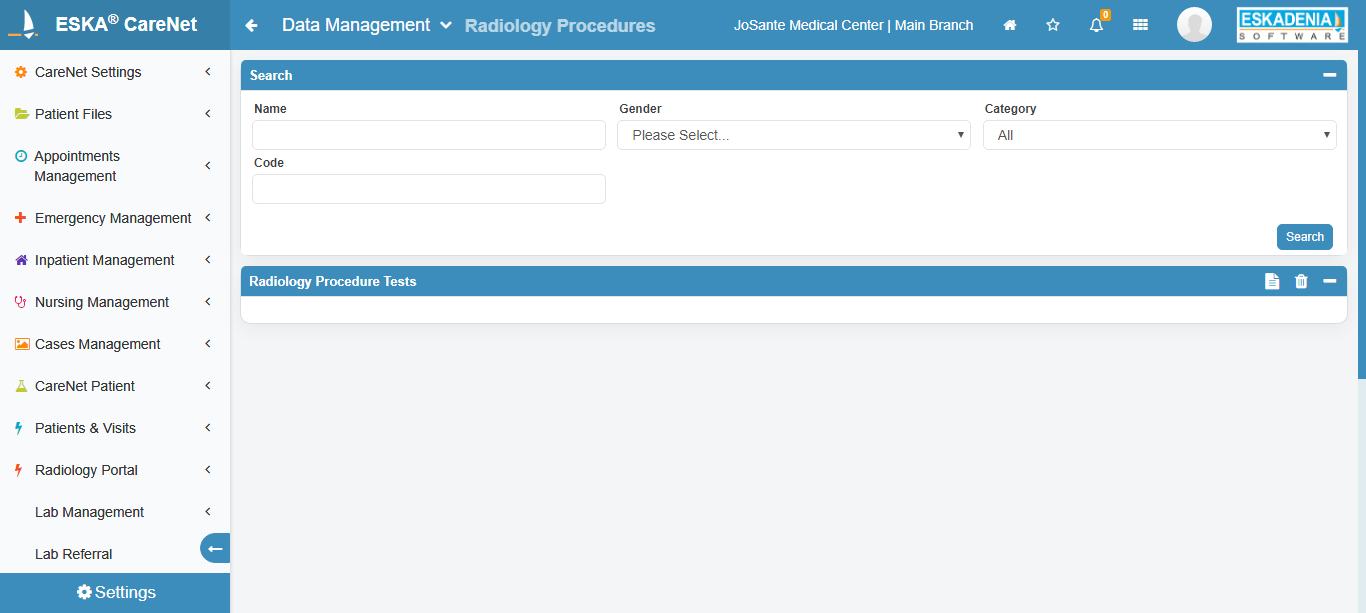 ESKA® CareNet
Data Management Radiology Procedures
JoSante Medical Center | Main Branch
0
ESKADENIA
SOFTWARE
CareNet Settings
Patient Files
Appointments
Management
Emergency Management
Inpatient Management
Nursing Management
Cases Management
CareNet Patient
Patients & Visits
Radiology Portal
Lab Management
Lab Referral
Settings
Search
Name
Gender
Category
Please Select...
All
Code
Search
Radiology Procedure Tests